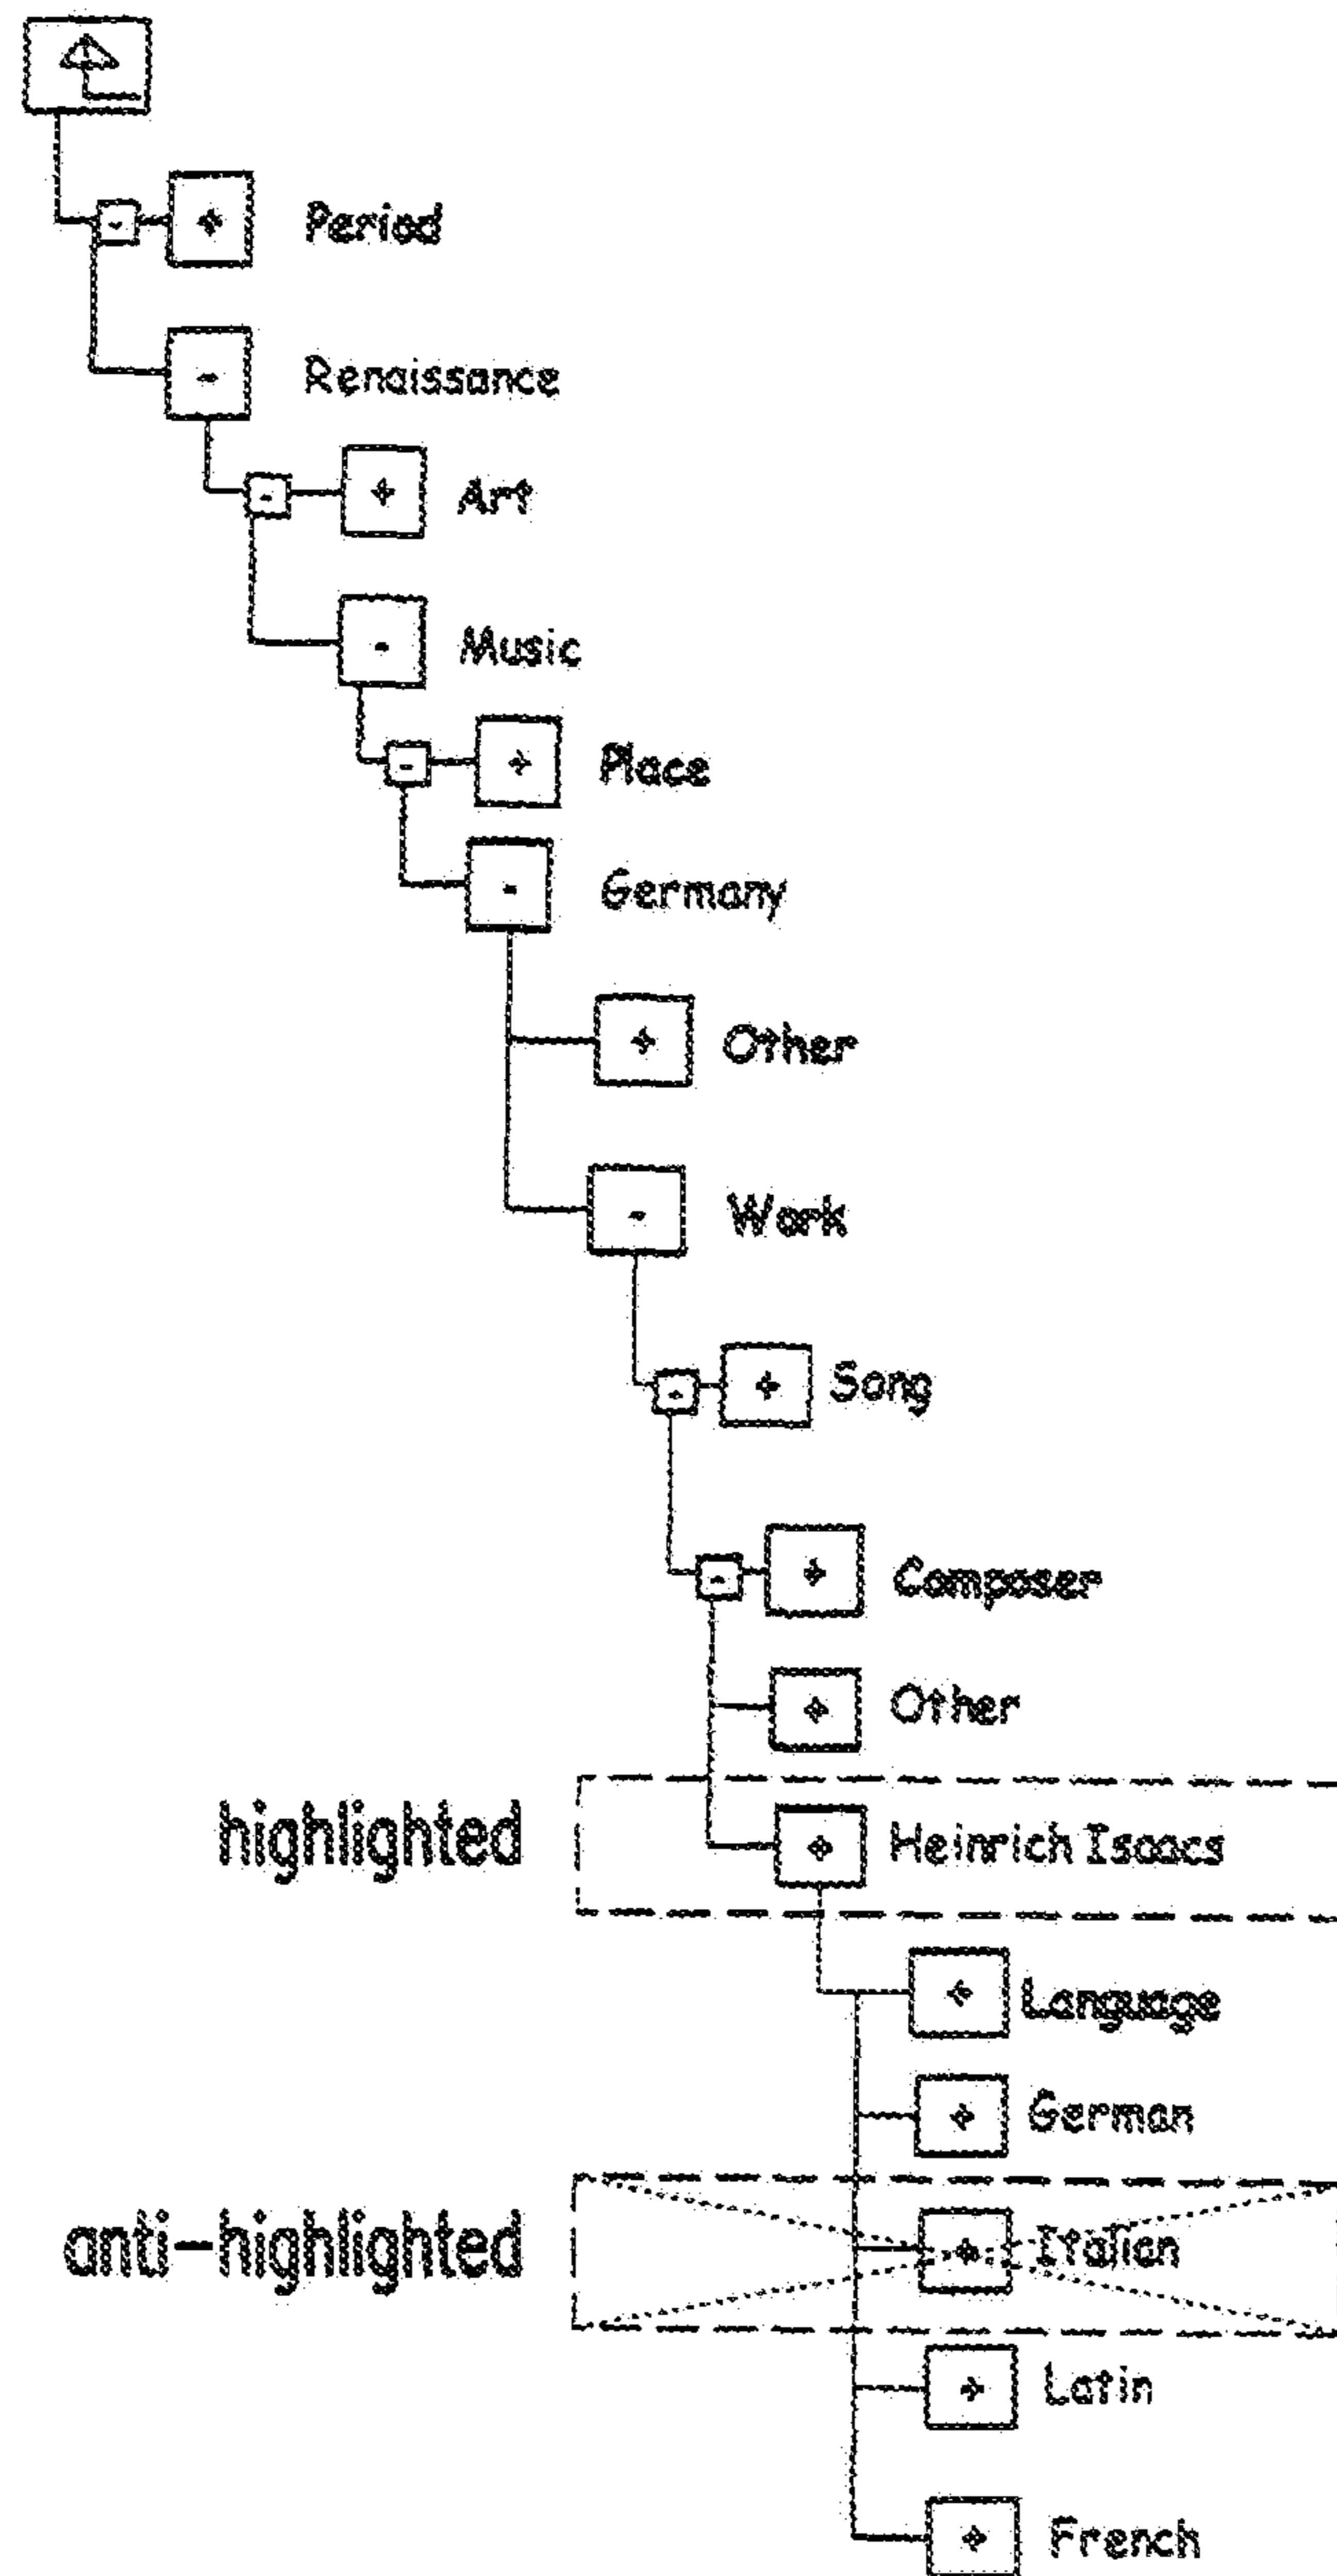 Period
Renaissance
Art
Music
Place
Germany
Other
Work
Song
Composer
Other
highlighted
Heinrich Isaacs
Language
German
anti-highlighted
Italian
Latin
French